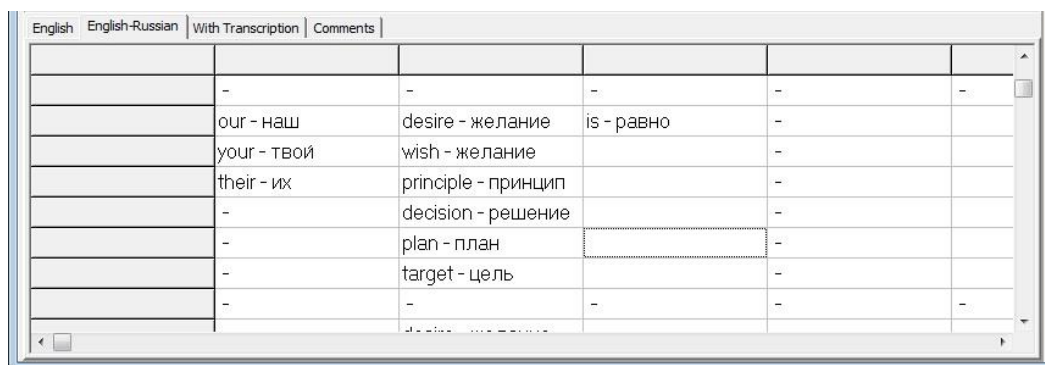 English English-Russian With Transcription Comments
- - - - -
our - наш desire - желание is - равно -
your - твой wish - желание -
their - их principle - принцип -
- decision - решение -
- plan - план -
- target - цель -
- - - - -